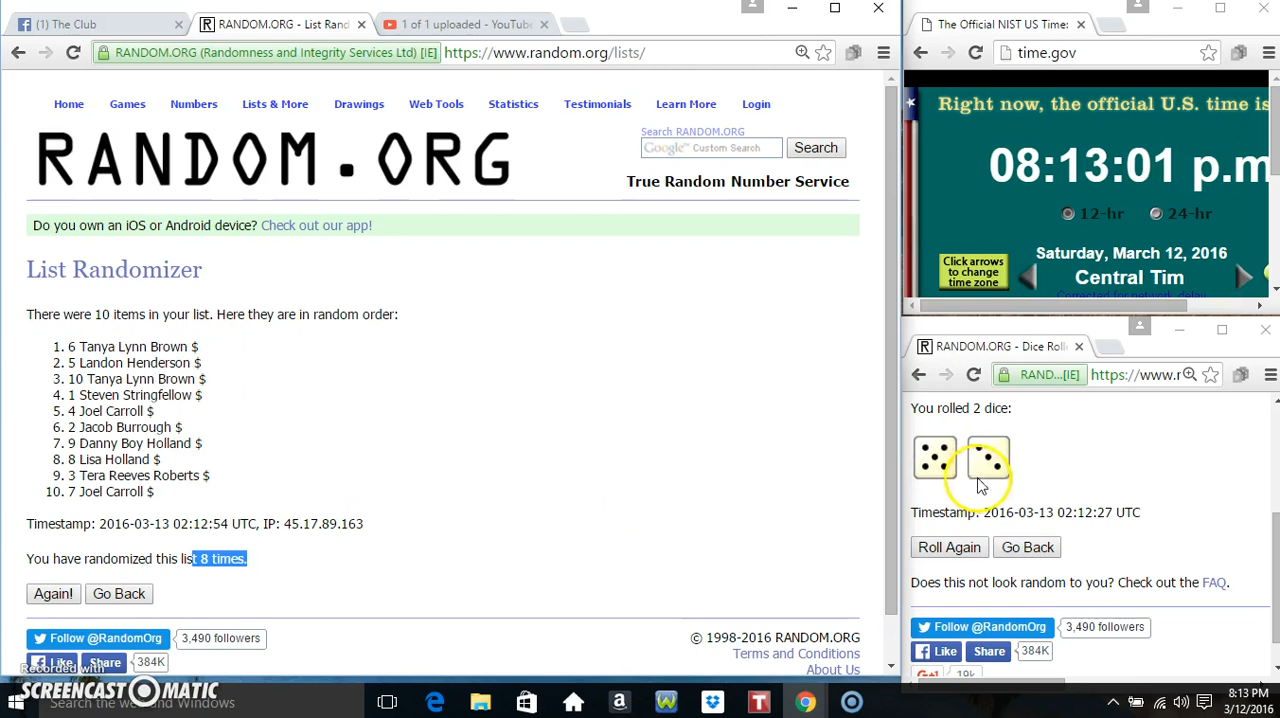 (1) The Club
RANDOM.ORG - List Rand
1 of 1 uploaded - YouTube
RANDOM.ORG (Randomness and Integrity Services Ltd) [IE]
https://www.random.org/lists/
Home Games Numbers Lists & More Drawings Web Tools Statistics Testimonials Learn More Login
RANDOM.ORG
Search RANDOM.ORG
Google™ Custom Search
Search
True Random Number Service
Do you own an iOS or Android device? Check out our app!
List Randomizer
There were 10 items in your list. Here they are in random order:
1. 6 Tanya Lynn Brown $
2. 5 Landon Henderson $
3. 10 Tanya Lynn Brown $
4. 1 Steven Stringfellow $
5. 4 Joel Carroll $
6. 2 Jacob Burrough $
7. 9 Danny Boy Holland $
8. 8 Lisa Holland $
9. 3 Tera Reeves Roberts $
10. 7 Joel Carroll $
Timestamp: 2016-03-13 02:12:54 UTC, IP: 45.17.89.163
You have randomized this list 8 times.
Again! Go Back
Follow @RandomOrg 3,490 followers
Like Share 384K
© 1998-2016 RANDOM.ORG
Terms and Conditions
About Us
The Official NIST US Time:
time.gov
Right now, the official U.S. time is
08:13:01 p.m
12-hr 24-hr
Click arrows
to change
time zone
Saturday, March 12, 2016
Central Tim
Corrected for network delay
RANDOM.ORG - Dice Roll
RAND...[IE]
https://www.r
You rolled 2 dice:
Timestamp: 2016-03-13 02:12:27 UTC
Roll Again Go Back
Does this not look random to you? Check out the FAQ.
Follow @RandomOrg 3,490 followers
Like Share 384K
19k
Recorded with
SCREENCAST-O-MATIC
Search the web and Windows
8:13 PM
3/12/2016